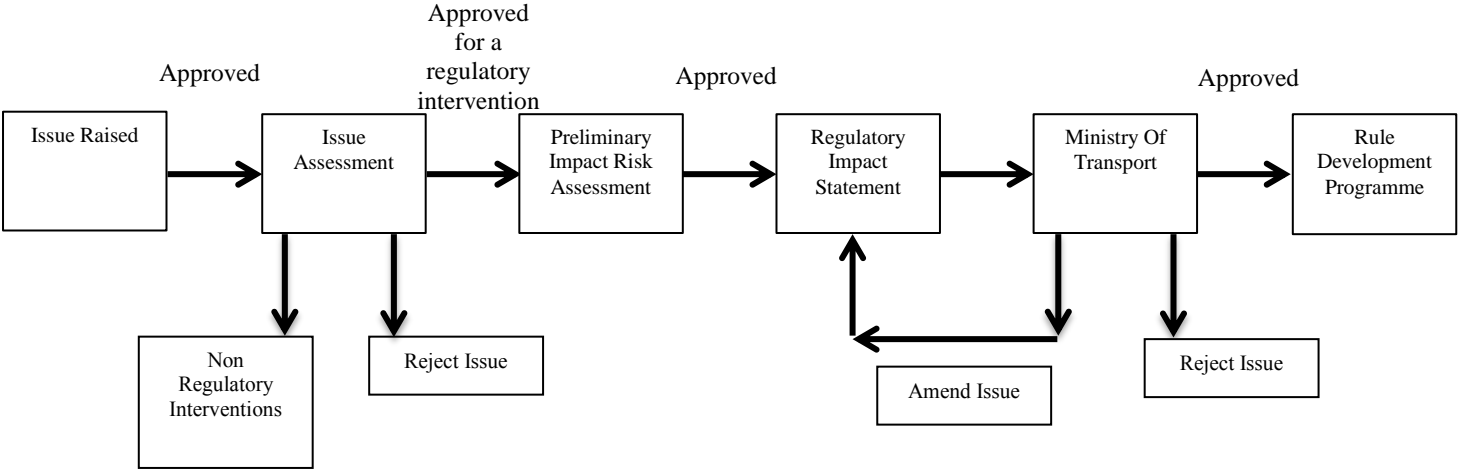 Approved
for a
regulatory
intervention
Approved
Approved
Approved
Issue Raised
Issue
Assessment
Preliminary
Impact Risk
Assessment
Regulatory
Impact
Statement
Ministry Of
Transport
Rule
Development
Programme
Non
Regulatory
Interventions
Reject Issue
Amend Issue
Reject Issue